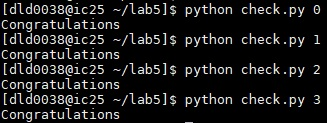 [dld0038@ic25 ~/lab5]$ python check.py 0
Congratulations
[dld0038@ic25 ~/lab5]$ python check.py 1
Congratulations
[dld0038@ic25 ~/lab5]$ python check.py 2
Congratulations
[dld0038@ic25 ~/lab5]$ python check.py 3
Congratulations